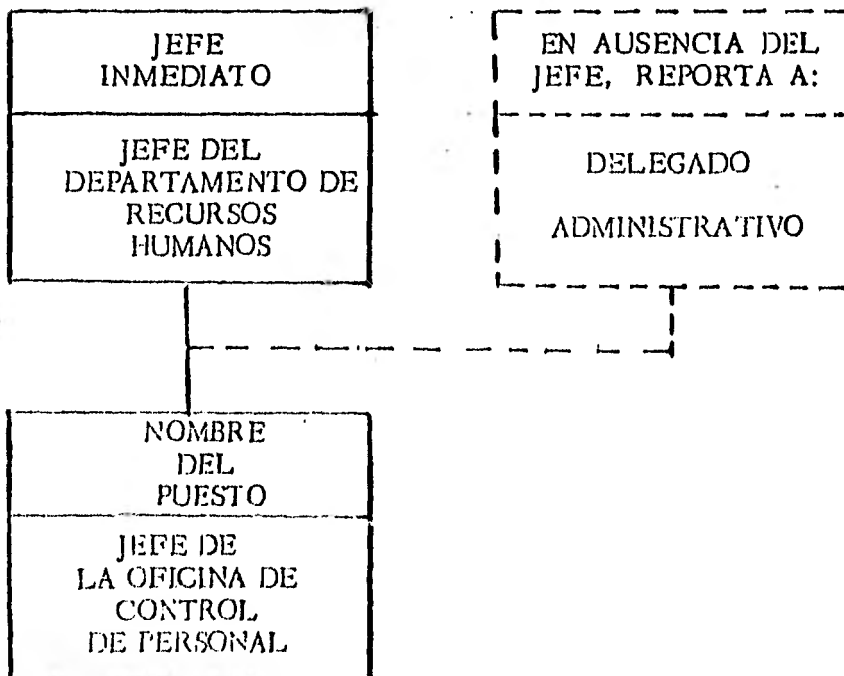 JEFE
INMEDIATO
JEFE DEL
DEPARTAMENTO DE
RECURSOS
HUMANOS
EN AUSENCIA DEL
JEFE, REPORTA A:
DELEGADO
ADMINISTRATIVO
NOMBRE
DEL
PUESTO
JEFE DE
LA OFICINA DE
CONTROL
DE PERSONAL